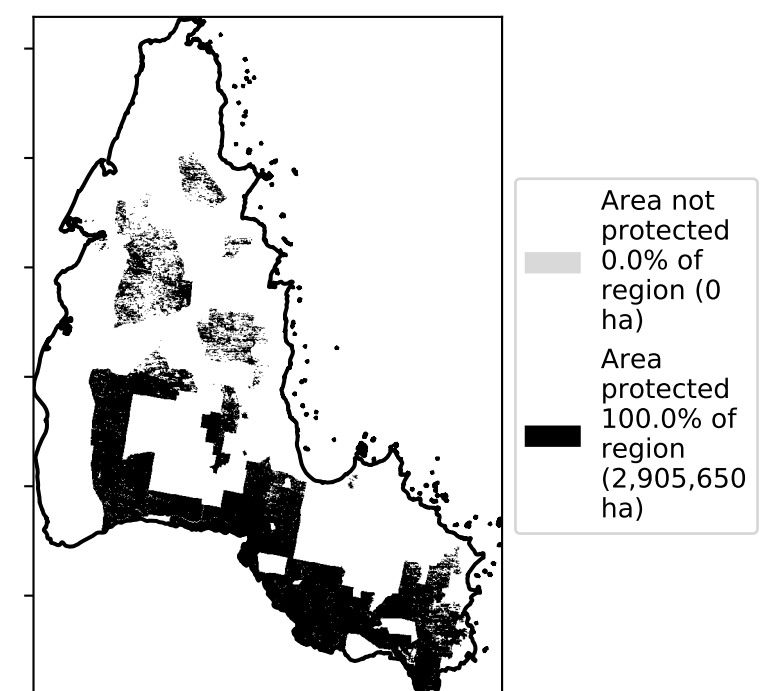 Area not
protected
0.0% of
region (0
ha)
Area
protected
100.0% of
region
(2,905,650
ha)